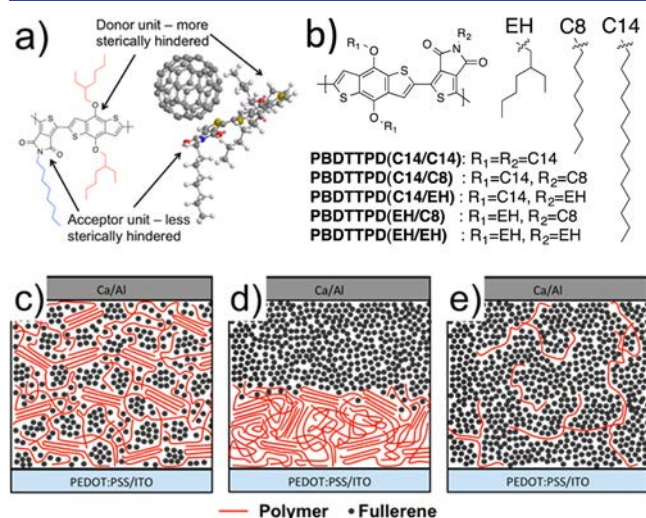 a)
Donor unit – more
sterically hindered
S
S
O
O
O
N
O
S
Acceptor unit – less
sterically hindered
b)
R1
O
S
S
O
R1
R2
O
N
O
S
EH
C8
C14
PBDTTPD(C14/C14): R1=R2=C14
PBDTTPD(C14/C8) : R1=C14, R2=C8
PBDTTPD(C14/EH) : R1=C14, R2=EH
PBDTTPD(EH/C8) : R1=EH, R2=C8
PBDTTPD(EH/EH) : R1=EH, R2=EH
c)
Ca/Al
PEDOT:PSS/ITO
d)
Ca/Al
PEDOT:PSS/ITO
e)
Ca/Al
PEDOT:PSS/ITO
Polymer
Fullerene